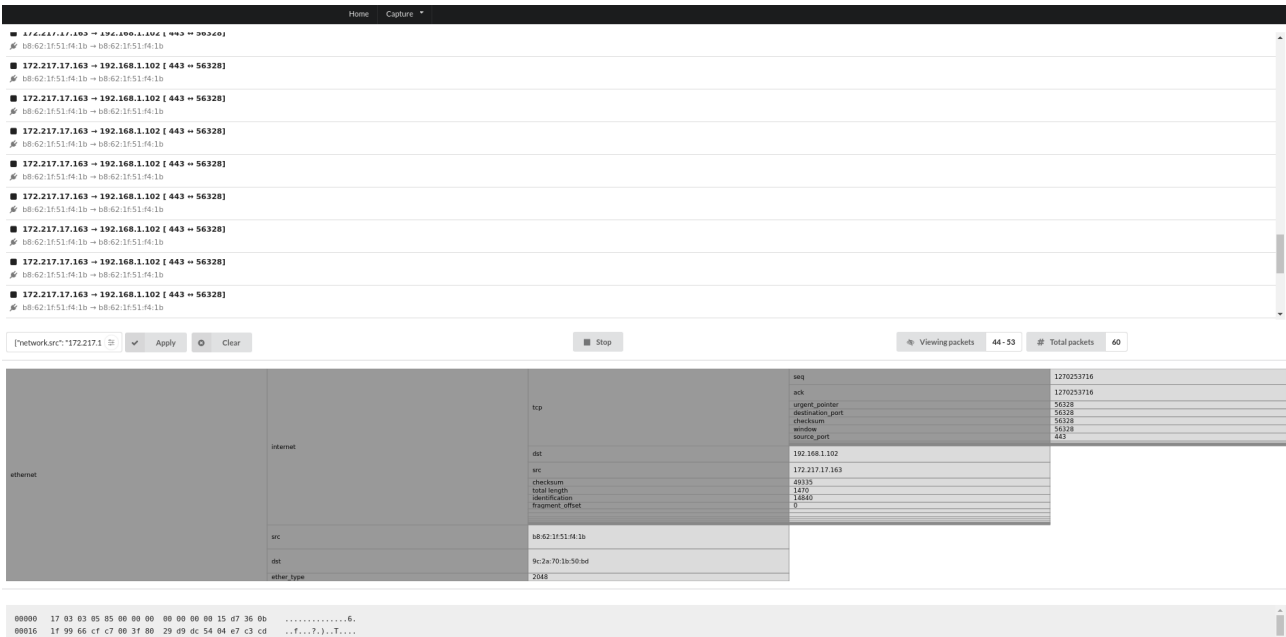 Home Capture
172.217.17.163 → 192.168.1.102 [ 443 ↔ 56328]
b8:62:1f:51:f4:1b → b8:62:1f:51:f4:1b
172.217.17.163 → 192.168.1.102 [ 443 ↔ 56328]
b8:62:1f:51:f4:1b → b8:62:1f:51:f4:1b
172.217.17.163 → 192.168.1.102 [ 443 ↔ 56328]
b8:62:1f:51:f4:1b → b8:62:1f:51:f4:1b
172.217.17.163 → 192.168.1.102 [ 443 ↔ 56328]
b8:62:1f:51:f4:1b → b8:62:1f:51:f4:1b
172.217.17.163 → 192.168.1.102 [ 443 ↔ 56328]
b8:62:1f:51:f4:1b → b8:62:1f:51:f4:1b
172.217.17.163 → 192.168.1.102 [ 443 ↔ 56328]
b8:62:1f:51:f4:1b → b8:62:1f:51:f4:1b
172.217.17.163 → 192.168.1.102 [ 443 ↔ 56328]
b8:62:1f:51:f4:1b → b8:62:1f:51:f4:1b
172.217.17.163 → 192.168.1.102 [ 443 ↔ 56328]
b8:62:1f:51:f4:1b → b8:62:1f:51:f4:1b
172.217.17.163 → 192.168.1.102 [ 443 ↔ 56328]
b8:62:1f:51:f4:1b → b8:62:1f:51:f4:1b
{"network.src": "172.217.1 Apply Clear Stop Viewing packets 44 - 53 # Total packets 60
seq 1270253716
ack 1270253716
tcp
urgent_pointer 56328
destination_port 56328
checksum 56328
window 56328
source_port 443
internet
dst 192.168.1.102
src 172.217.17.163
ethernet
checksum 49335
total length 1470
identification 14840
fragment_offset 0
src b8:62:1f:51:f4:1b
dst 9c:2a:70:1b:50:bd
ether_type 2048
00000 17 03 03 05 85 00 00 00 00 00 00 00 15 d7 36 0b ..............6.
00016 1f 99 66 cf c7 00 3f 80 29 d9 dc 54 04 e7 c3 cd ..f...?.)..T....